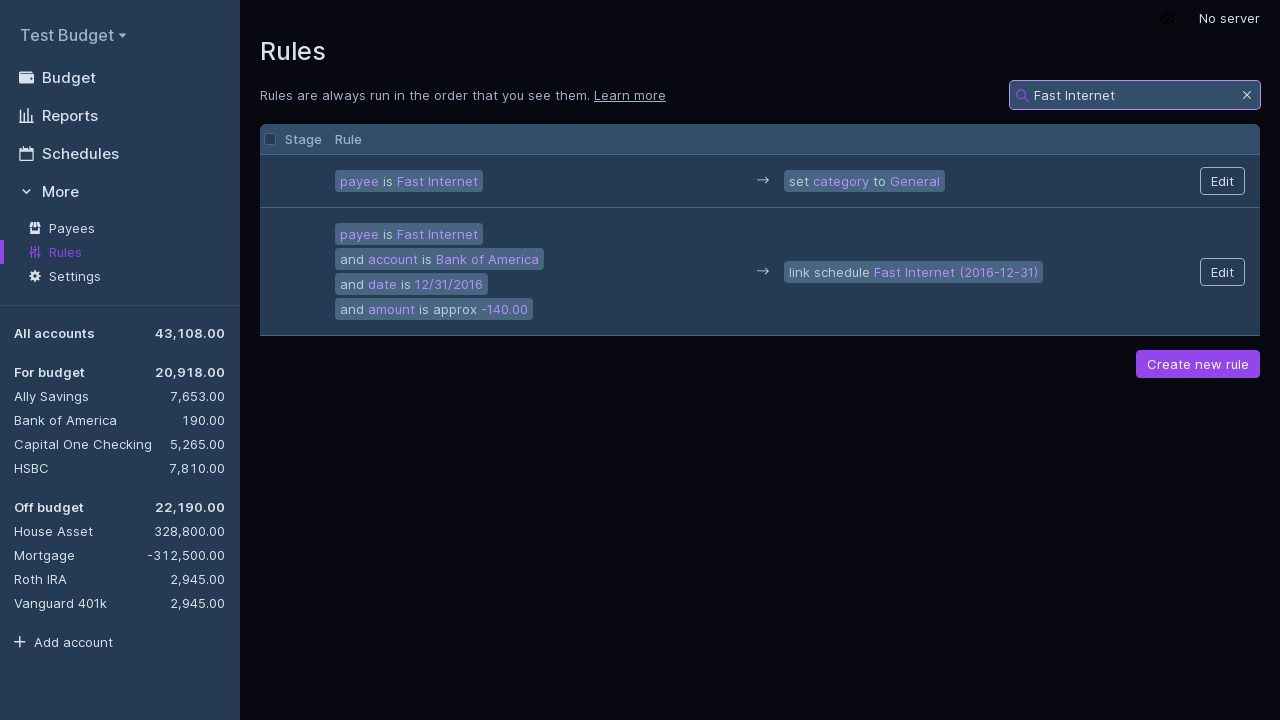 Test Budget
Budget
Reports
Schedules
More
Payees
Rules
Settings
All accounts 43,108.00
For budget 20,918.00
Ally Savings 7,653.00
Bank of America 190.00
Capital One Checking 5,265.00
HSBC 7,810.00
Off budget 22,190.00
House Asset 328,800.00
Mortgage -312,500.00
Roth IRA 2,945.00
Vanguard 401k 2,945.00
Add account
No server
Rules
Rules are always run in the order that you see them. Learn more
Fast Internet
Stage Rule
payee is Fast Internet → set category to General Edit
payee is Fast Internet
and account is Bank of America
→ link schedule Fast Internet (2016-12-31) Edit
and date is 12/31/2016
and amount is approx -140.00
Create new rule